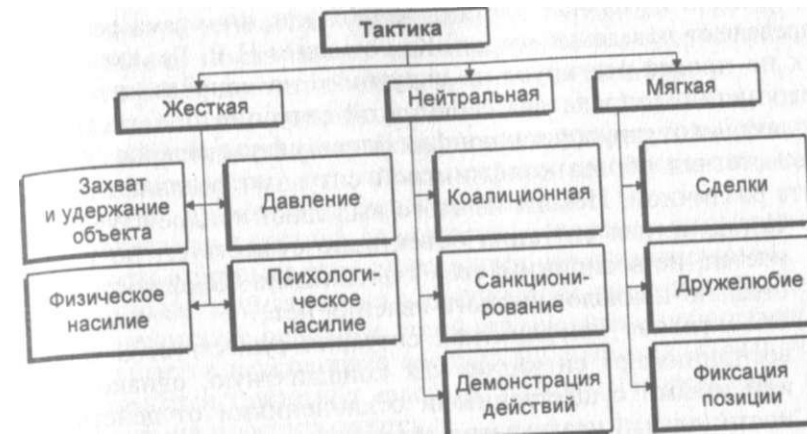 Тактика
Жесткая
Нейтральная
Мягкая
Захват
и удержание
объекта
Давление
Коалиционная
Сделки
Физическое
насилие
Психологи-
ческое
насилие
Санкциони-
рование
Дружелюбие
Демонстрация
действий
Фиксация
позиции